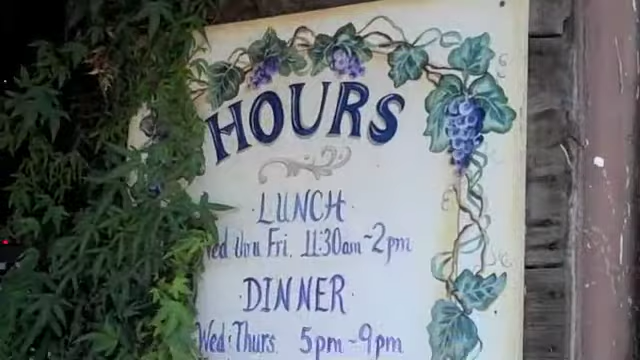 HOURS
LUNCH
Wed thru Fri. 11:30am~2pm
DINNER
Wed·Thurs 5pm-9pm